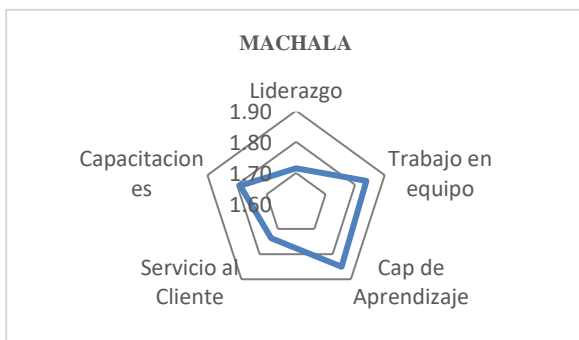 MACHALA
Liderazgo
1.90
1.80
1.70
1.60
Trabajo en
equipo
Cap de
Aprendizaje
Servicio al
Cliente
Capacitacion
es